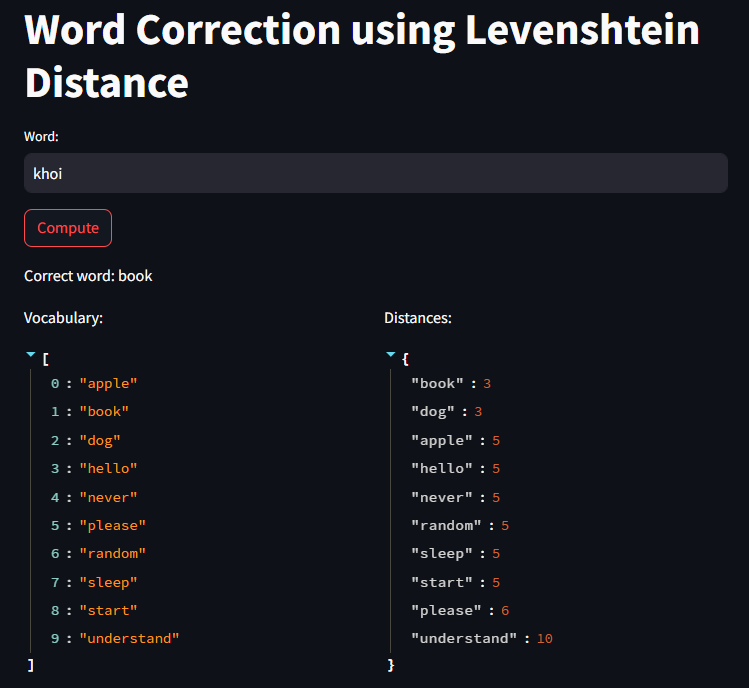 Word Correction using Levenshtein
Distance
Word:
khoi
Compute
Correct word: book
Vocabulary:
[
0 : "apple"
1 : "book"
2 : "dog"
3 : "hello"
4 : "never"
5 : "please"
6 : "random"
7 : "sleep"
8 : "start"
9 : "understand"
]
Distances:
{
"book" : 3
"dog" : 3
"apple" : 5
"hello" : 5
"never" : 5
"random" : 5
"sleep" : 5
"start" : 5
"please" : 6
"understand" : 10
}